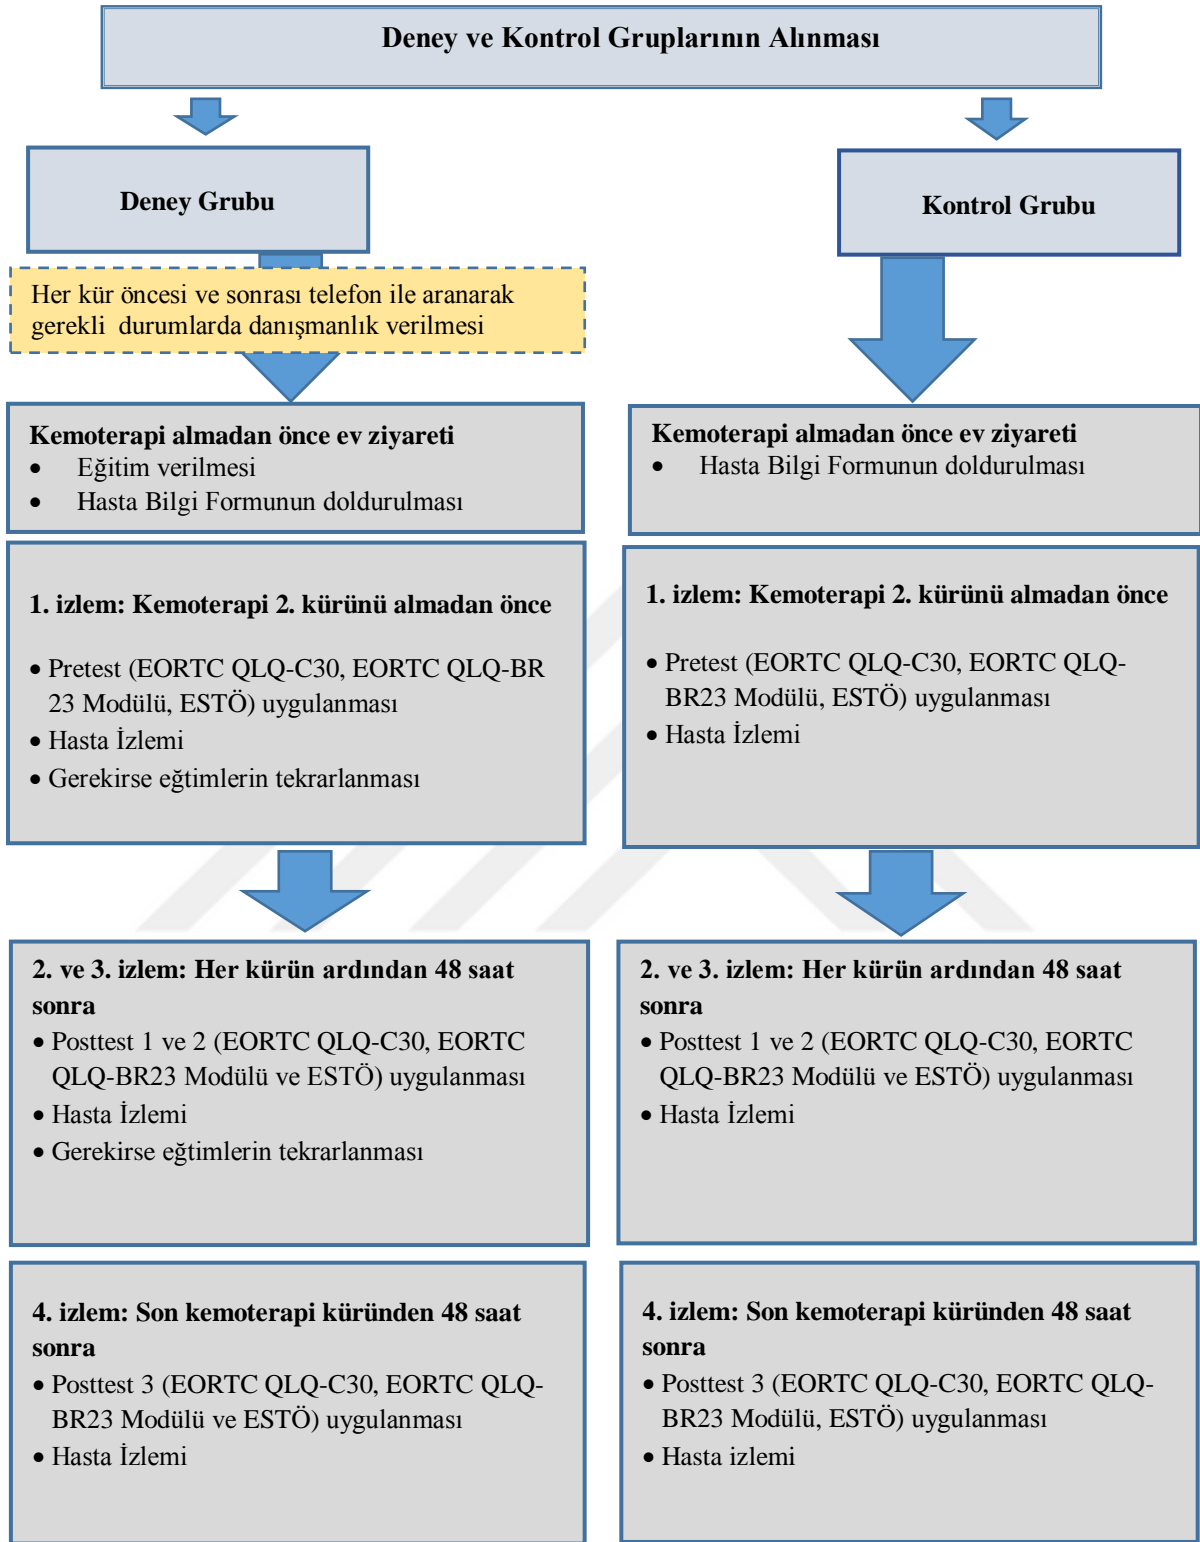 Deney ve Kontrol Gruplarının Alınması
Deney Grubu
Kontrol Grubu
Her kür öncesi ve sonrası telefon ile aranarak
gerekli durumlarda danışmanlık verilmesi
Kemoterapi almadan önce ev ziyareti
• Eğitim verilmesi
• Hasta Bilgi Formunun doldurulması
Kemoterapi almadan önce ev ziyareti
• Hasta Bilgi Formunun doldurulması
1. izlem: Kemoterapi 2. kürünü almadan önce
• Pretest (EORTC QLQ-C30, EORTC QLQ-BR
23 Modülü, ESTÖ) uygulanması
• Hasta İzlemi
• Gerekirse eğtimlerin tekrarlanması
1. izlem: Kemoterapi 2. kürünü almadan önce
• Pretest (EORTC QLQ-C30, EORTC QLQ-
BR23 Modülü, ESTÖ) uygulanması
• Hasta İzlemi
2. ve 3. izlem: Her kürün ardından 48 saat
sonra
• Posttest 1 ve 2 (EORTC QLQ-C30, EORTC
QLQ-BR23 Modülü ve ESTÖ) uygulanması
• Hasta İzlemi
• Gerekirse eğtimlerin tekrarlanması
2. ve 3. izlem: Her kürün ardından 48 saat
sonra
• Posttest 1 ve 2 (EORTC QLQ-C30, EORTC
QLQ-BR23 Modülü ve ESTÖ) uygulanması
• Hasta İzlemi
4. izlem: Son kemoterapi küründen 48 saat
sonra
• Posttest 3 (EORTC QLQ-C30, EORTC QLQ-
BR23 Modülü ve ESTÖ) uygulanması
• Hasta İzlemi
4. izlem: Son kemoterapi küründen 48 saat
sonra
• Posttest 3 (EORTC QLQ-C30, EORTC QLQ-
BR23 Modülü, ESTÖ) uygulanması
• Hasta izlemi